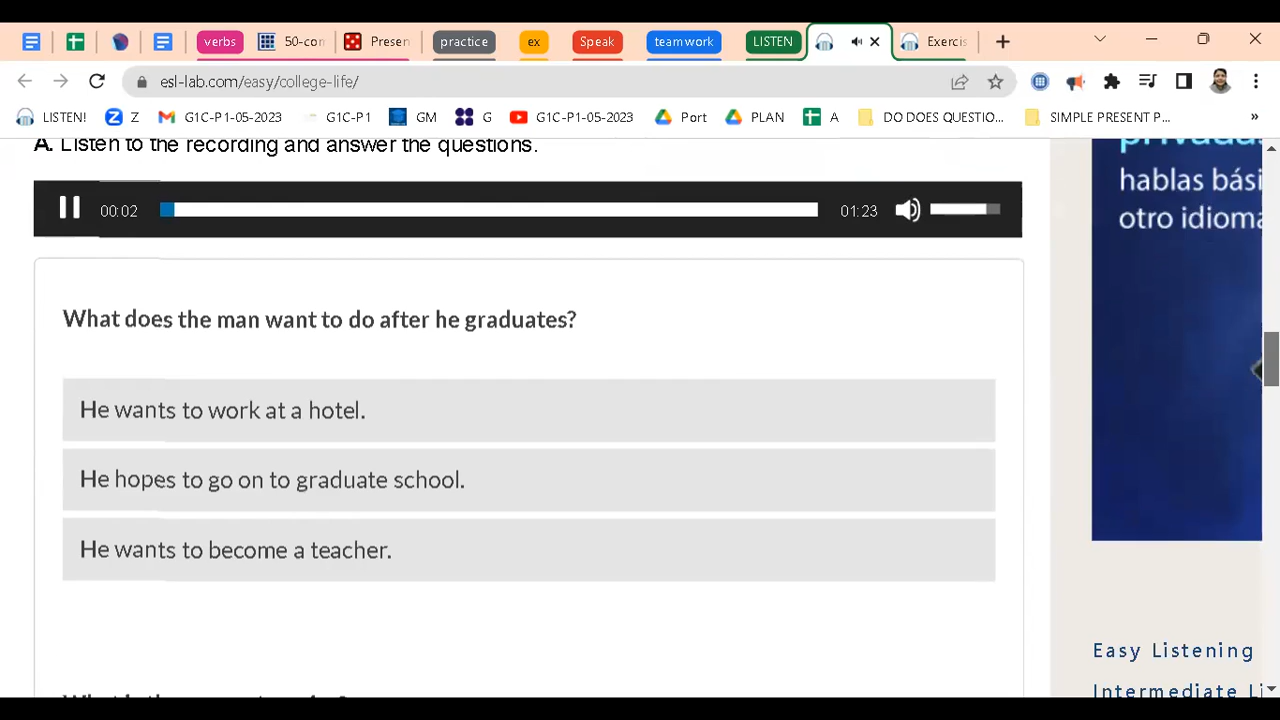 verbs
50-cor
Presen
practice
ex
Speak
teamwork
LISTEN
Exercis
esl-lab.com/easy/college-life/
LISTEN!
Z
G1C-P1-05-2023
G1C-P1
GM
G
G1C-P1-05-2023
Port
PLAN
A
DO DOES QUESTIO...
SIMPLE PRESENT P...
»
A. Listen to the recording and answer the questions.
00:02
01:23
hablas bási
otro idioma
What does the man want to do after he graduates?
He wants to work at a hotel.
He hopes to go on to graduate school.
He wants to become a teacher.
Easy Listening
Intermediate Li